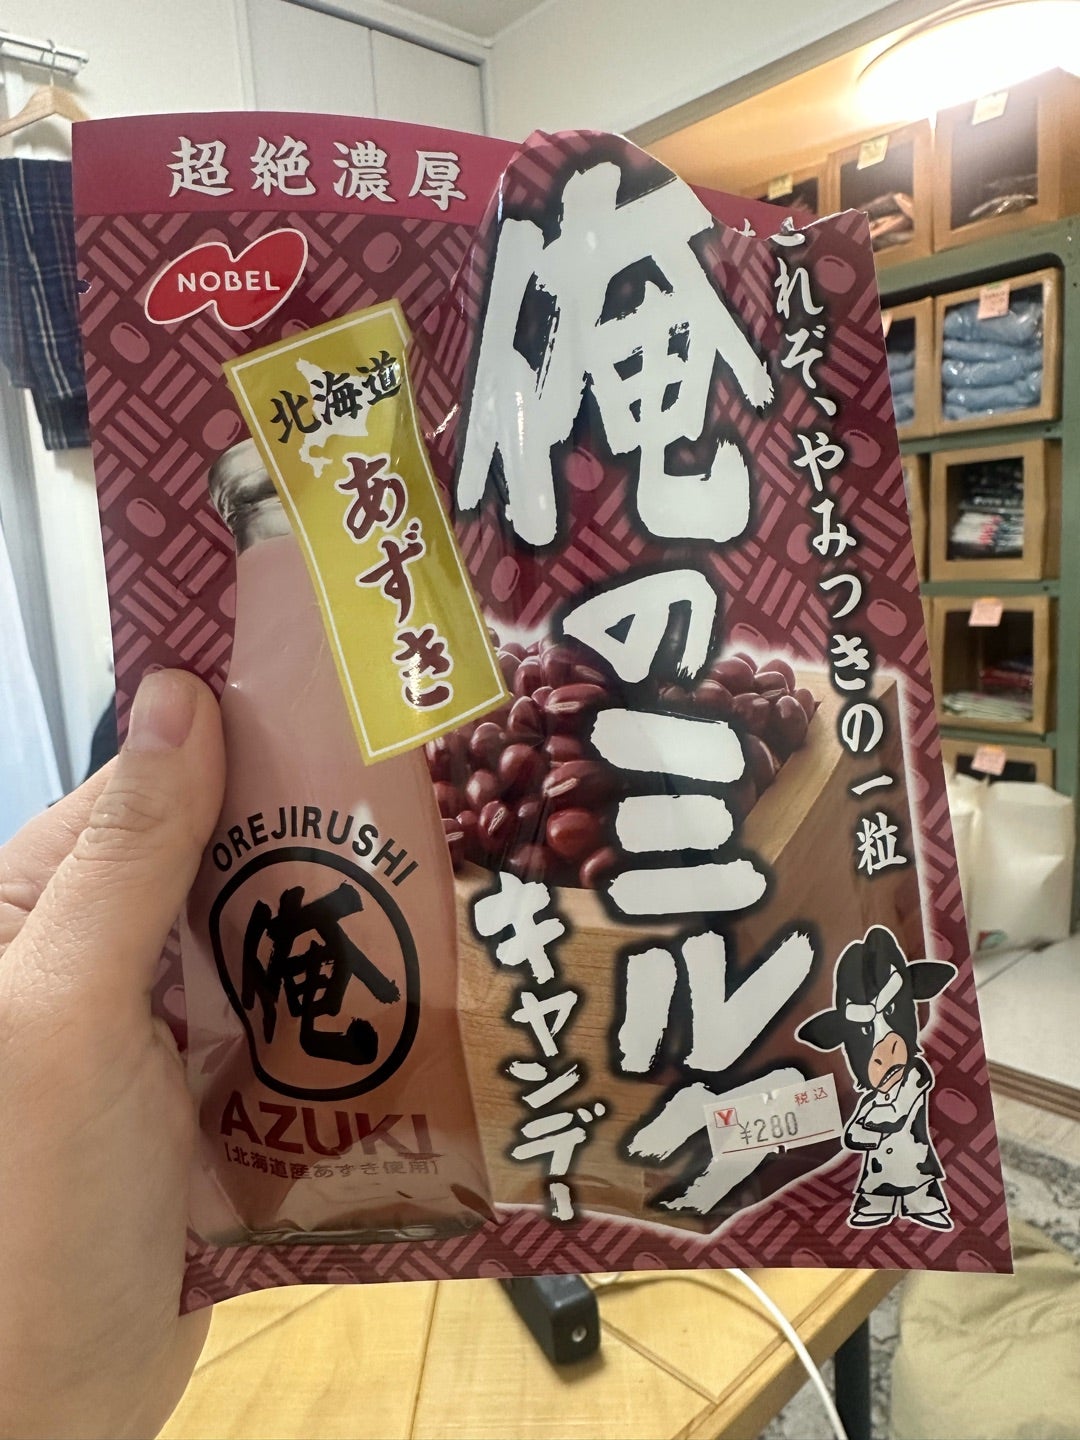 超絶濃厚
NOBEL
北海道
あずき
俺のミルク
キャンデー
これぞ、やみつきの一粒
OREJIRUSHI
俺
AZUKI
[北海道産あずき使用]
税込
Y
¥280